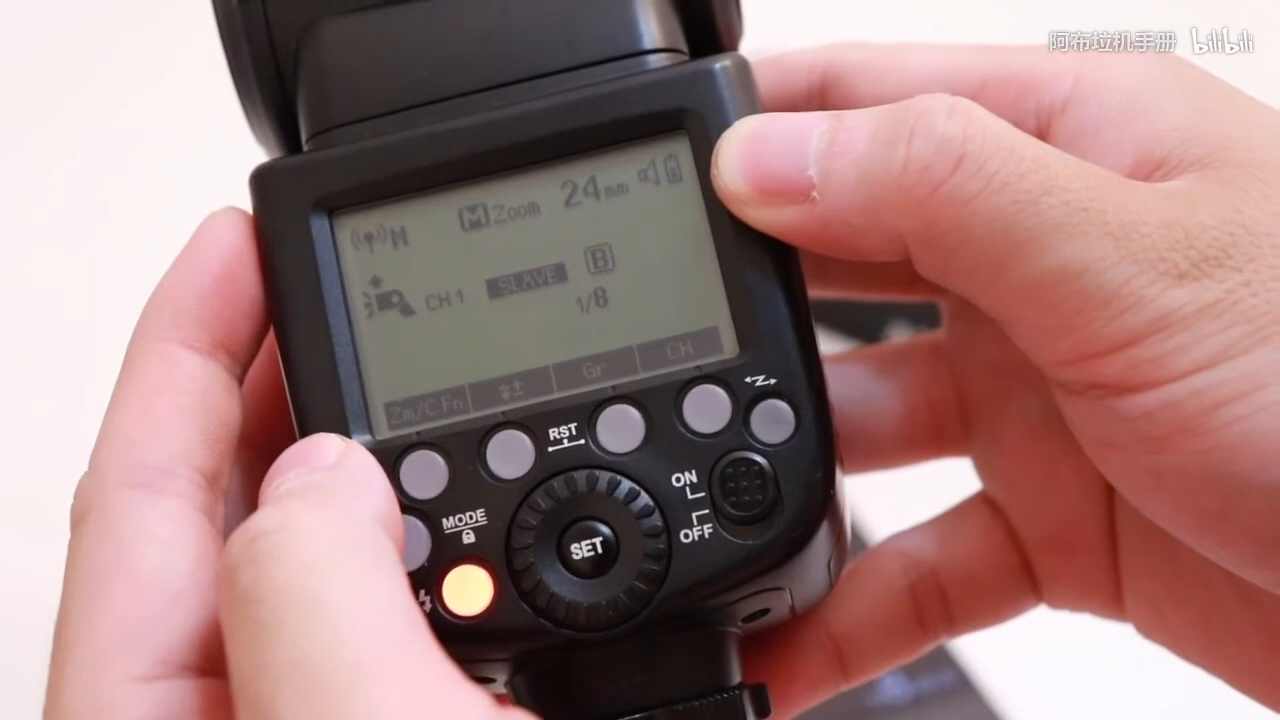 阿布垃机手册 bilibili
M Zoom 24mm
M
CH 1 SLAVE B
1/8
Zm/C.Fn ± Gr CH
RST
ON
OFF
MODE
SET